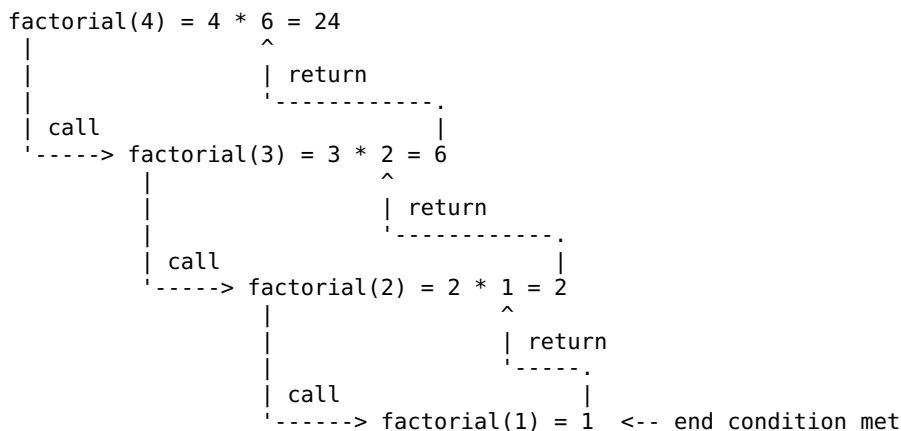 factorial(4) = 4 * 6 = 24
 |                   ^
 |                   | return
 |                   '------------.
 | call                            |
 '-----> factorial(3) = 3 * 2 = 6
           |                   ^
           |                   | return
           |                   '------------.
           | call                            |
           '-----> factorial(2) = 2 * 1 = 2
                     |                   ^
                     |                   | return
                     |                   '-----.
                     | call                      |
                     '------> factorial(1) = 1  <-- end condition met